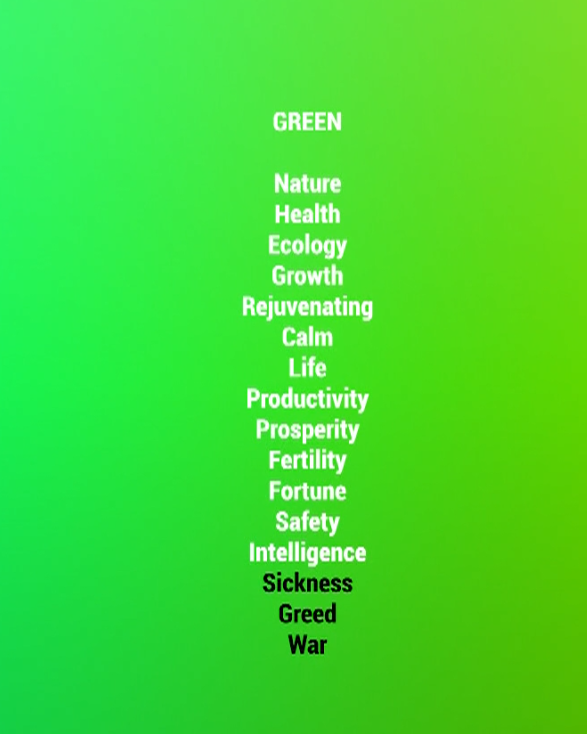 GREEN
Nature
Health
Ecology
Growth
Rejuvenating
Calm
Life
Productivity
Prosperity
Fertility
Fortune
Safety
Intelligence
Sickness
Greed
War